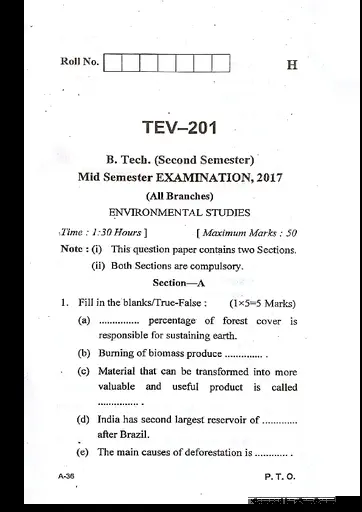 Roll No.
H
TEV–201
B. Tech. (Second Semester)
Mid Semester EXAMINATION, 2017
(All Branches)
ENVIRONMENTAL STUDIES
Time : 1:30 Hours ] [ Maximum Marks : 50
Note : (i) This question paper contains two Sections.
(ii) Both Sections are compulsory.
Section—A
1. Fill in the blanks/True-False : (1×5=5 Marks)
(a) ............... percentage of forest cover is
responsible for sustaining earth.
(b) Burning of biomass produce .............. .
(c) Material that can be transformed into more
valuable and useful product is called
............... .
(d) India has second largest reservoir of .............
after Brazil.
(e) The main causes of deforestation is ............ .
A-36 P. T. O.